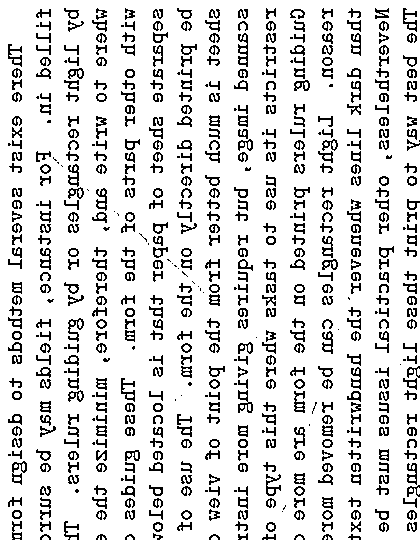 There exist several methods to design form
filled in. For instance, fields may be surro
by light rectangles or by guiding rulers. T
where to write and, therefore, minimize the e
with other parts of the form. These guides c
separate sheet of paper that is located below
be printed directly on the form. The use of
sheet is much better from the point of view o
scanned image, but requires giving more instr
restricts its use to tasks where this type of
Guiding rulers printed on the form are more c
reason. Light rectangles can be removed more
than dark lines whenever the handwritten text
Nevertheless, other practical issues must be
The best way to print these light rectangles